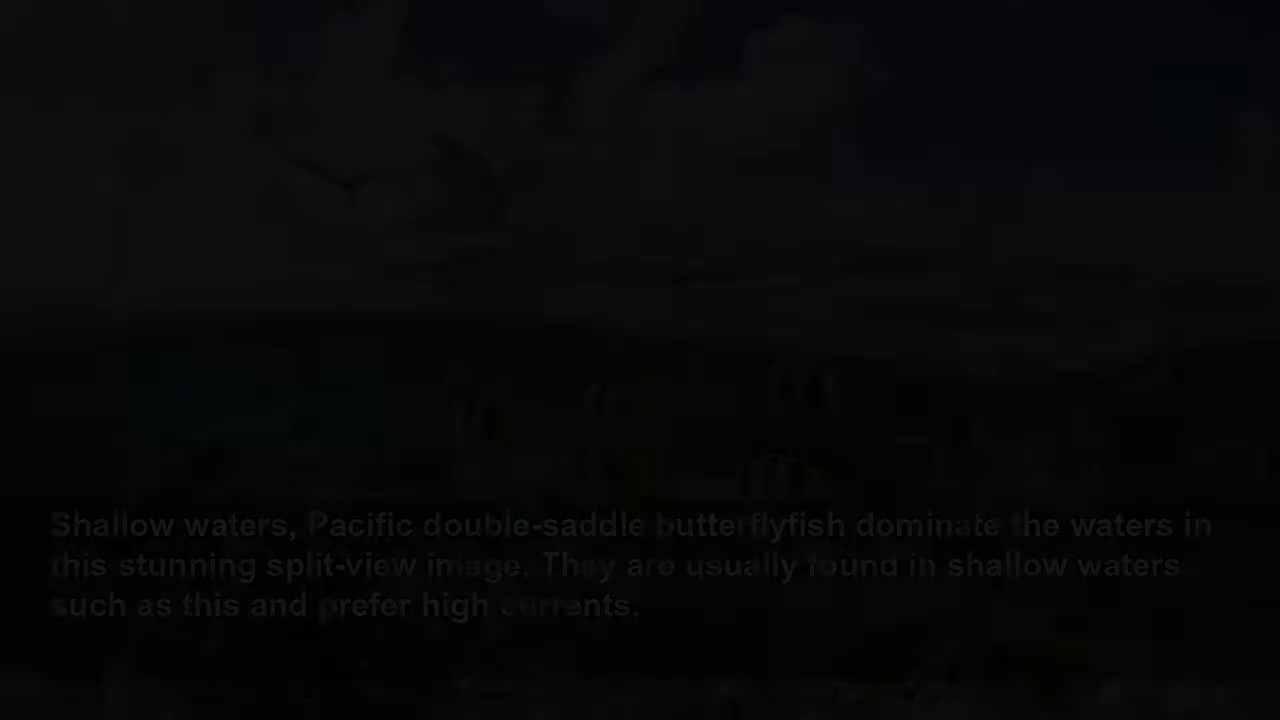 Shallow waters, Pacific double-saddle butterflyfish dominate the waters in
this stunning split-view image. They are usually found in shallow waters
such as this and prefer high currents.